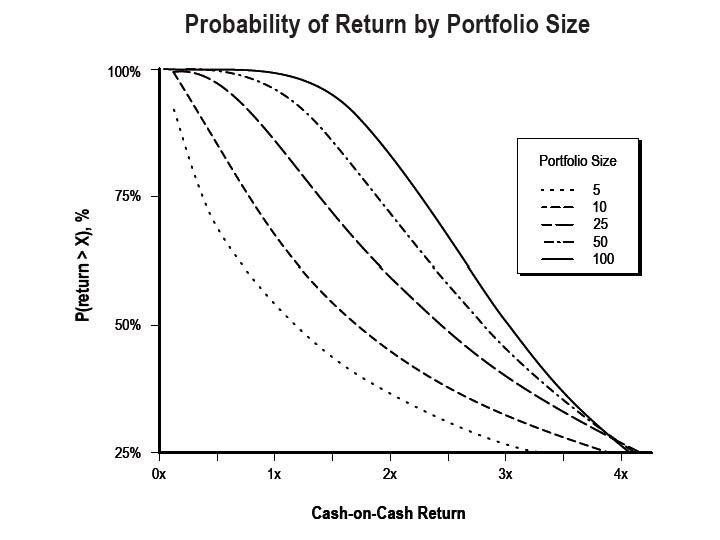 Probability of Return by Portfolio Size
100%
75%
50%
25%
P(return > X), %
0x
1x
2x
3x
4x
Cash-on-Cash Return
Portfolio Size
5
10
25
50
100